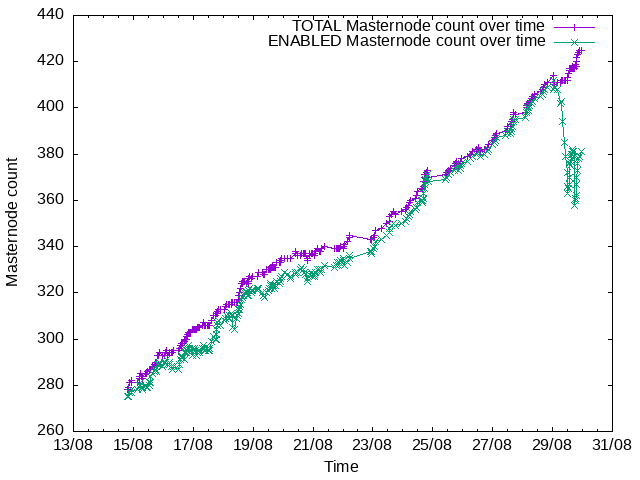 440
420
400
380
360
340
320
300
280
260
TOTAL Masternode count over time
ENABLED Masternode count over time
Masternode count
13/08 15/08 17/08 19/08 21/08 23/08 25/08 27/08 29/08 31/08
Time